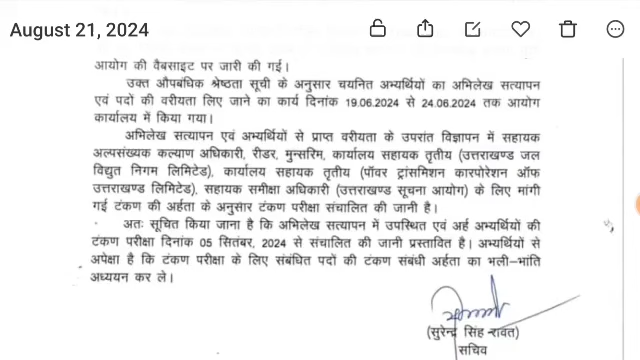 August 21, 2024
आयोग की वैबसाइट पर जारी की गई।
उक्त औपबंधिक श्रेष्ठता सूची के अनुसार चयनित अभ्यर्थियों का अभिलेख सत्यापन
एवं पदों की वरीयता लिए जाने का कार्य दिनांक 19.06.2024 से 24.06.2024 तक आयोग
कार्यालय में किया गया।
अभिलेख सत्यापन एवं अभ्यर्थियों से प्राप्त वरीयता के उपरांत विज्ञापन में सहायक
अल्पसंख्यक कल्याण अधिकारी, रीडर, मुन्सरिम, कार्यालय सहायक तृतीय (उत्तराखण्ड जल
विद्युत निगम लिमिटेड), कार्यालय सहायक तृतीय (पॉवर ट्रांसमिशन कारपोरेशन ऑफ
उत्तराखण्ड लिमिटेड), सहायक समीक्षा अधिकारी (उत्तराखण्ड सूचना आयोग) के लिए मांगी
गई टंकण की अर्हता के अनुसार टंकण परीक्षा संचालित की जानी है।
अतः सूचित किया जाना है कि अभिलेख सत्यापन में उपस्थित एवं अर्ह अभ्यर्थियों की
टंकण परीक्षा दिनांक 05 सितंबर, 2024 से संचालित की जानी प्रस्तावित है। अभ्यर्थियों से
अपेक्षा है कि टंकण परीक्षा के लिए संबंधित पदों की टंकण संबंधी अर्हता का भली–भांति
अध्ययन कर ले।
(सुरेन्द्र सिंह रावत)
सचिव